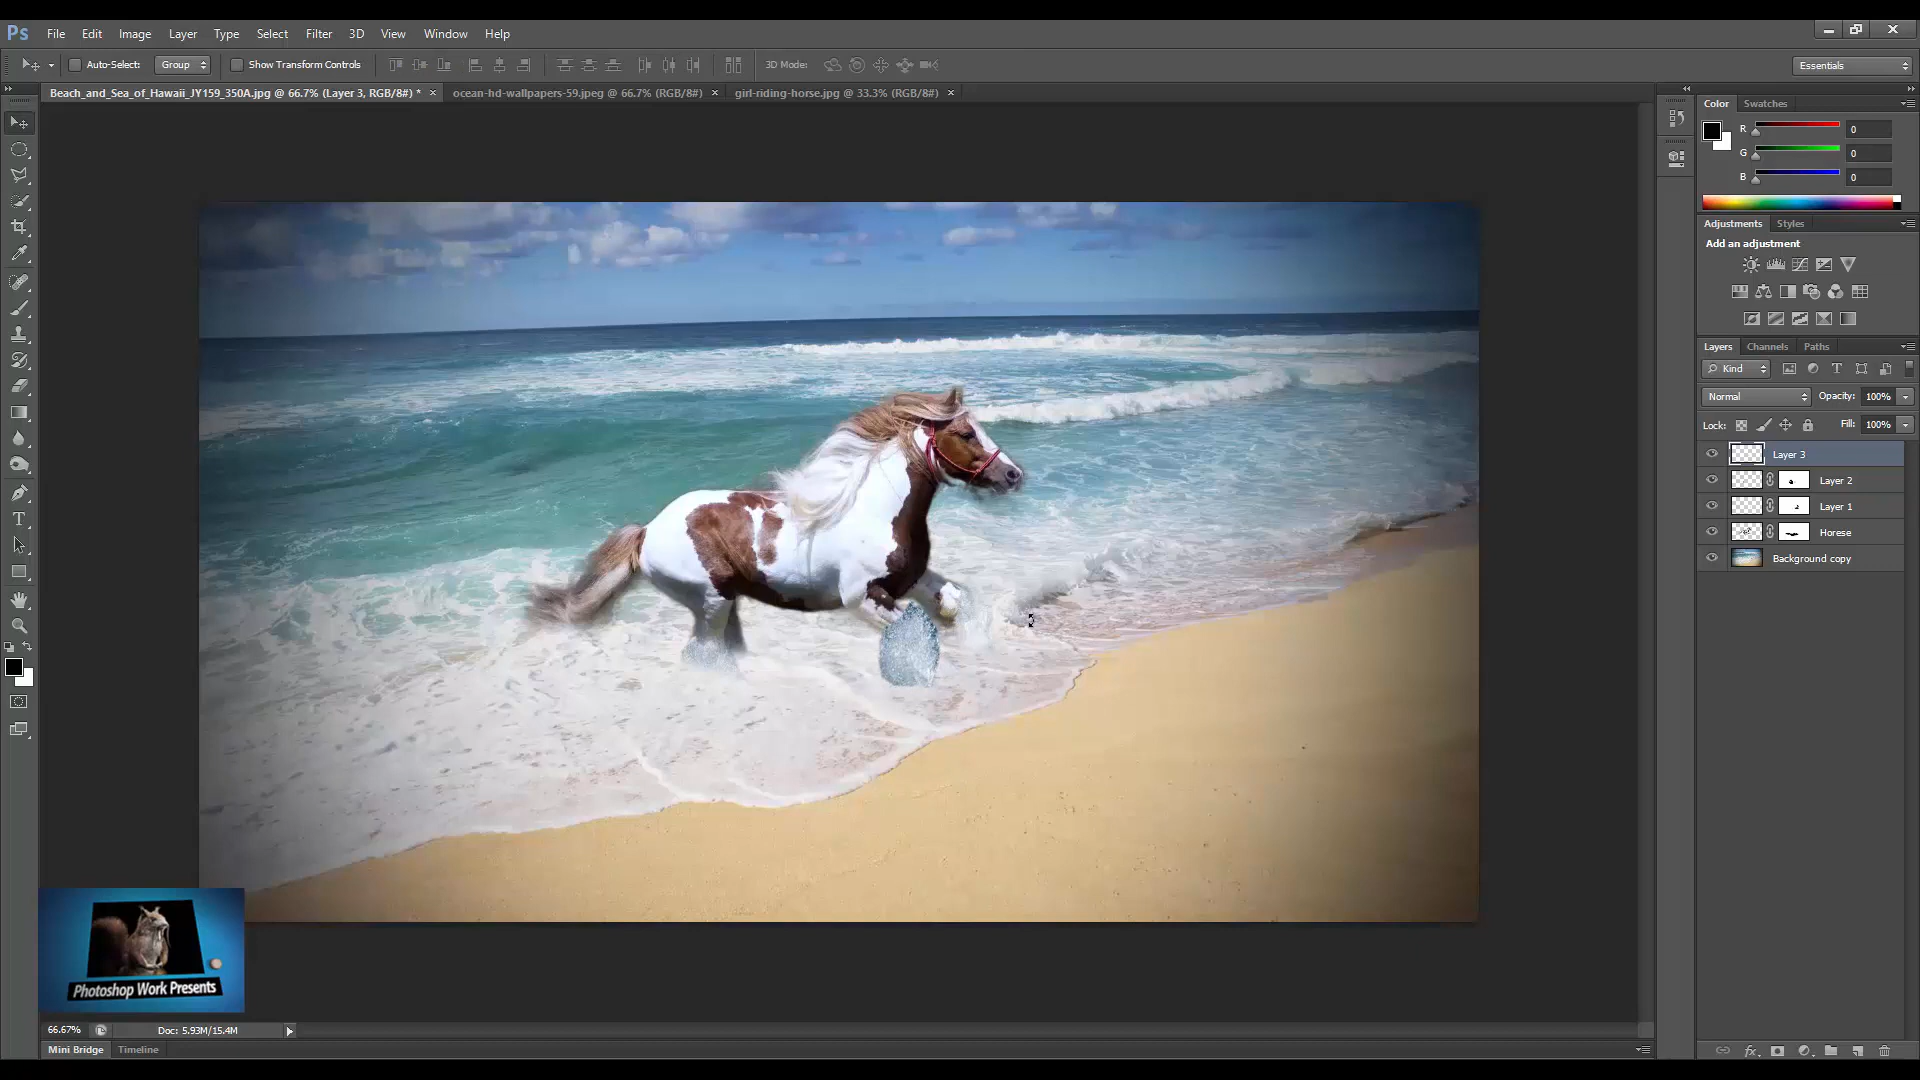 Ps File Edit Image Layer Type Select Filter 3D View Window Help
Auto-Select: Group Show Transform Controls 3D Mode: Essentials
Beach_and_Sea_of_Hawaii_JY159_350A.jpg @ 66.7% (Layer 3, RGB/8#) * × ocean-hd-wallpapers-59.jpeg @ 66.7% (RGB/8#) × girl-riding-horse.jpg @ 33.3% (RGB/8#) ×
Color Swatches
R 0
G 0
B 0
Adjustments Styles
Add an adjustment
Layers Channels Paths
Kind
Normal Opacity: 100%
Lock: Fill: 100%
Layer 3
Layer 2
Layer 1
Horese
Background copy
Photoshop Work Presents
66.67% Doc: 5.93M/15.4M
Mini Bridge Timeline